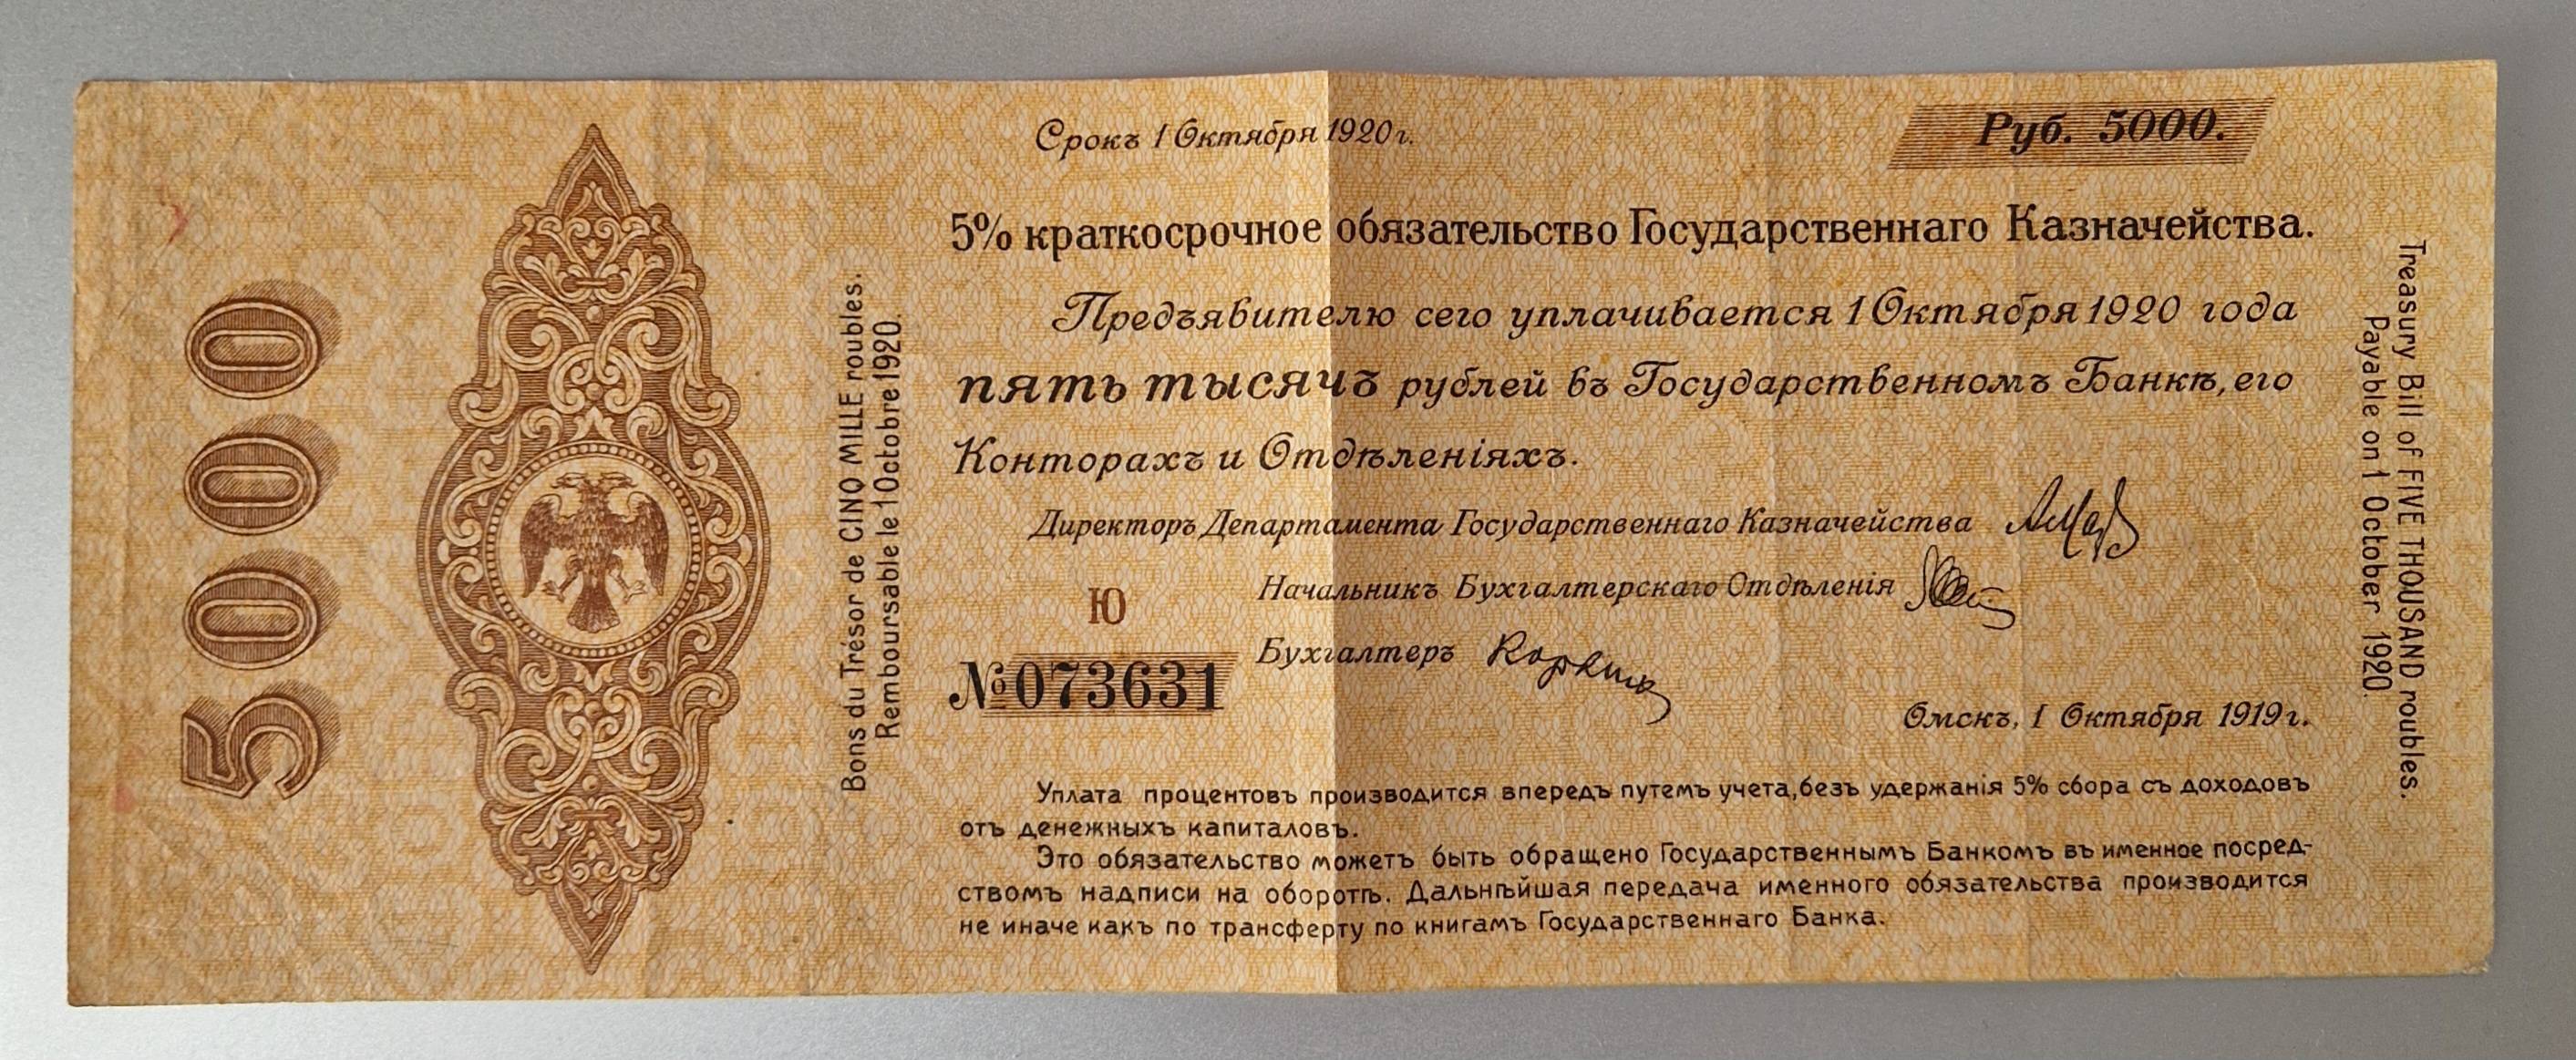 5000
Bons du Trésor de CINQ MILLE roubles.
Remboursable le 1 Octobre 1920.
Срокъ 1 Октября 1920 г.
Руб. 5000.
5% краткосрочное обязательство Государственнаго Казначейства.
Предъявителю сего уплачивается 1 Октября 1920 года
пять тысячъ рублей въ Государственномъ Банкѣ, его
Конторахъ и Отдѣленіяхъ.
Директоръ Департамента Государственнаго Казначейства
Начальникъ Бухгалтерскаго Отдѣленія
Ю
Бухгалтеръ
№ 073631
Омскъ, 1 Октября 1919 г.
Уплата процентовъ производится впередъ путемъ учета, безъ удержанія 5% сбора съ доходовъ
отъ денежныхъ капиталовъ.
Это обязательство можетъ быть обращено Государственнымъ Банкомъ въ именное посред-
ствомъ надписи на оборотѣ. Дальнѣйшая передача именного обязательства производится
не иначе какъ по трансферту по книгамъ Государственнаго Банка.
Treasury Bill of FIVE THOUSAND roubles.
Payable on 1 October 1920.